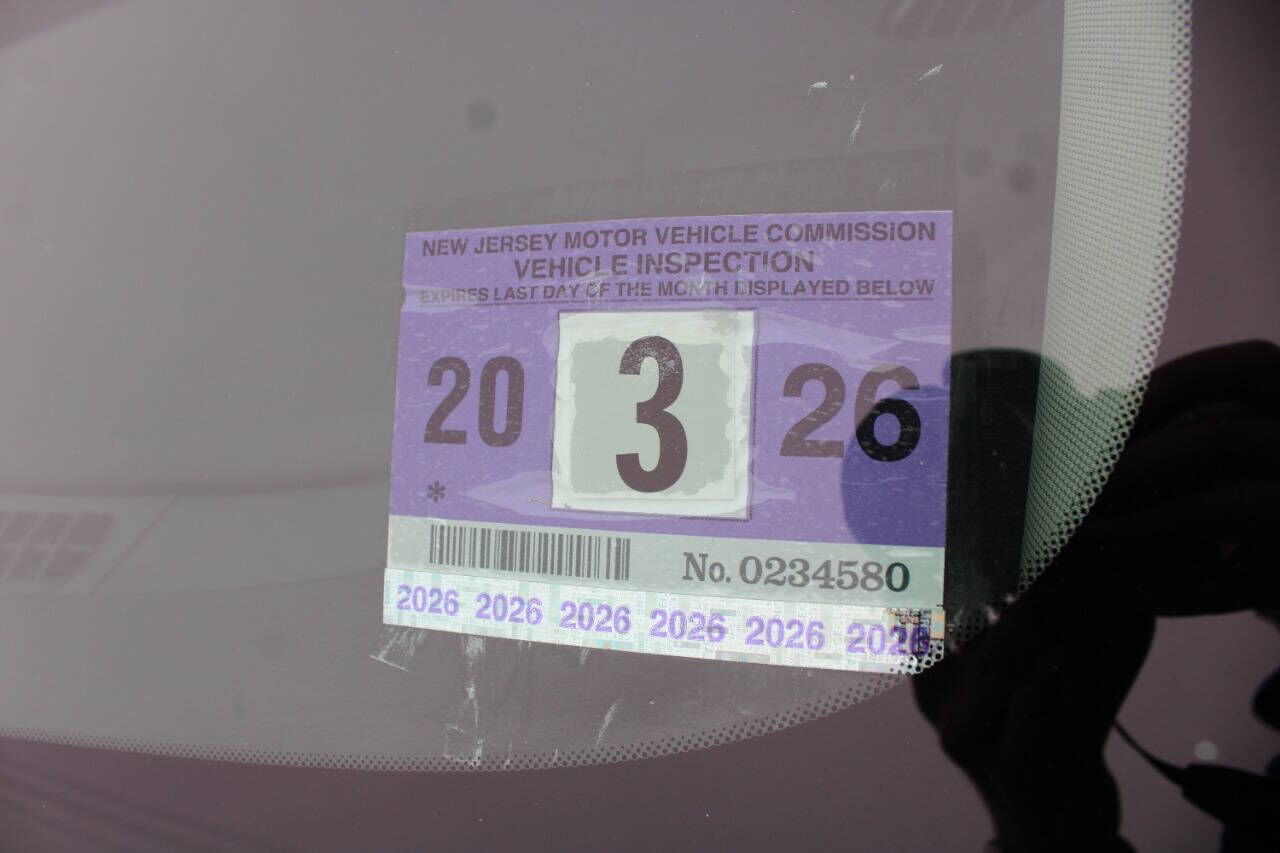 NEW JERSEY MOTOR VEHICLE COMMISSION
VEHICLE INSPECTION
EXPIRES LAST DAY OF THE MONTH DISPLAYED BELOW
20 3 26
*
No. 0234580
2026 2026 2026 2026 2026 2026